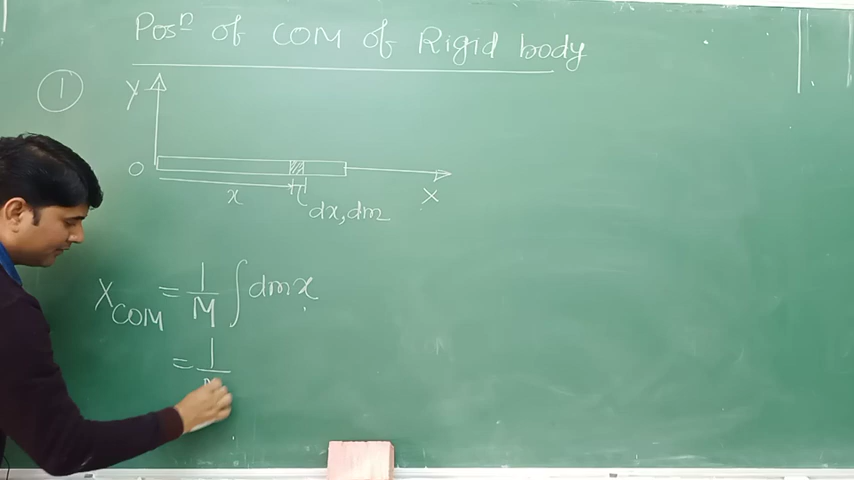 Posⁿ of COM of Rigid body
1
Y
O
x
dx, dm
X
X_COM = 1/M ∫ dm x
= 1/